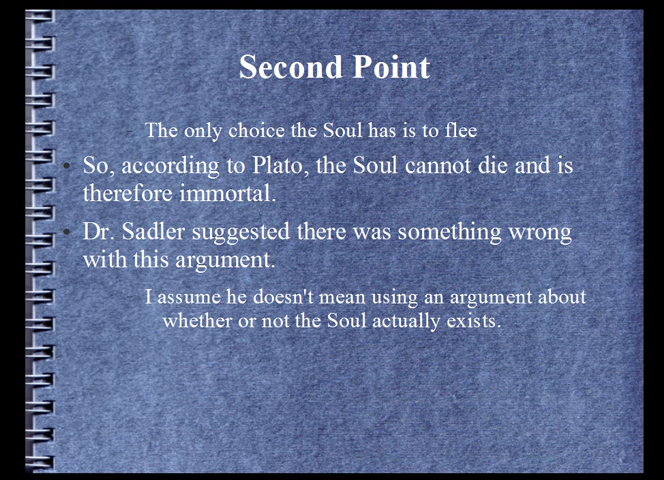 Second Point
The only choice the Soul has is to flee
So, according to Plato, the Soul cannot die and is
therefore immortal.
Dr. Sadler suggested there was something wrong
with this argument.
I assume he doesn't mean using an argument about
whether or not the Soul actually exists.